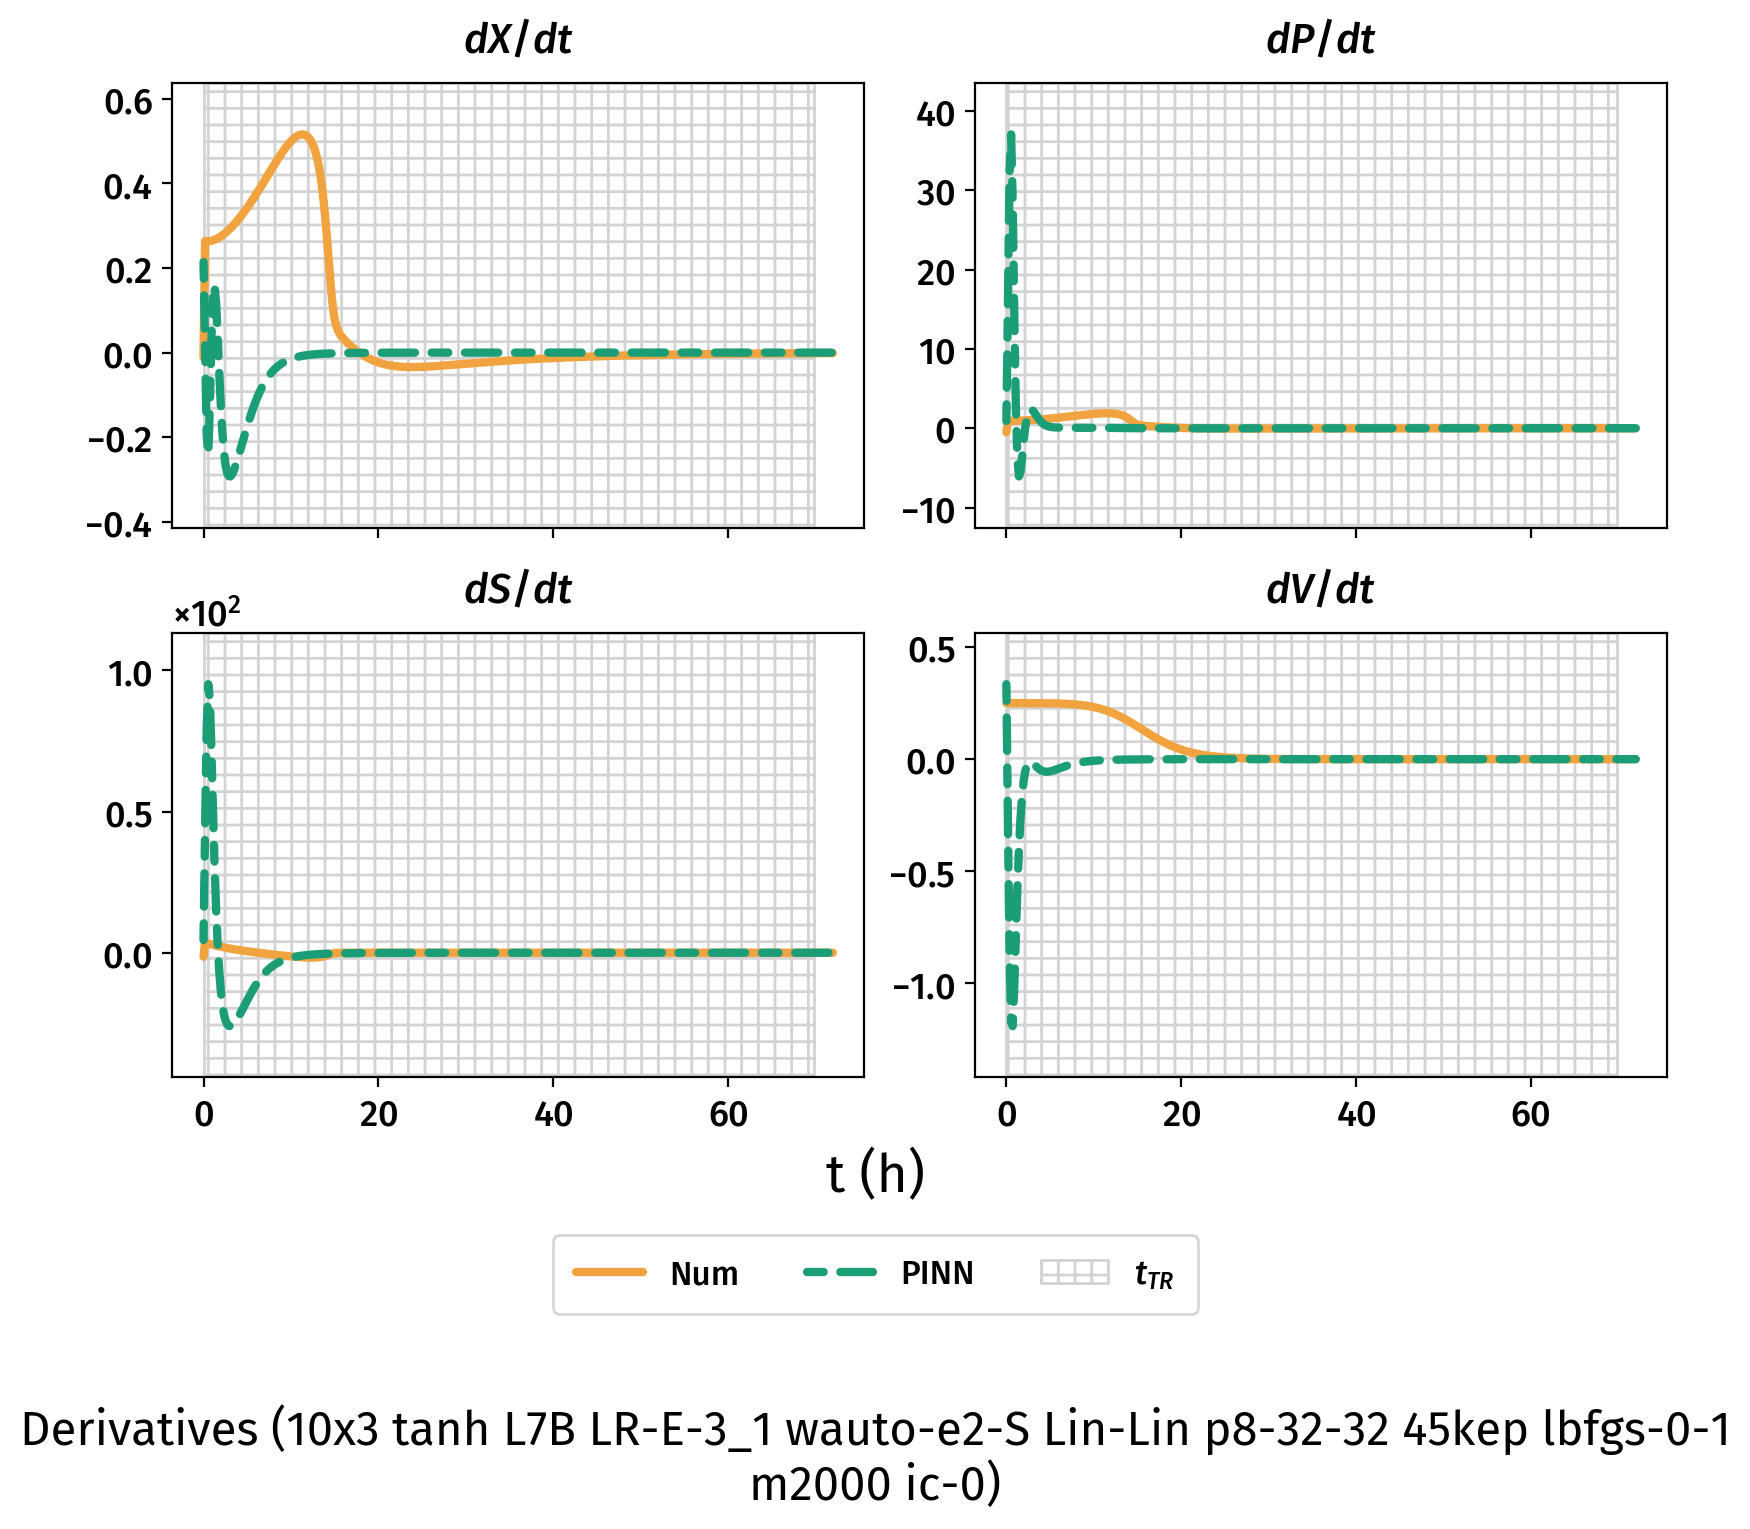 dX/dt
dP/dt
0.6
0.4
0.2
0.0
−0.2
−0.4
40
30
20
10
0
−10
dS/dt
dV/dt
×10²
1.0
0.5
0.0
0.5
0.0
−0.5
−1.0
0 20 40 60
0 20 40 60
t (h)
Num PINN t_TR
Derivatives (10x3 tanh L7B LR-E-3_1 wauto-e2-S Lin-Lin p8-32-32 45kep lbfgs-0-1
m2000 ic-0)